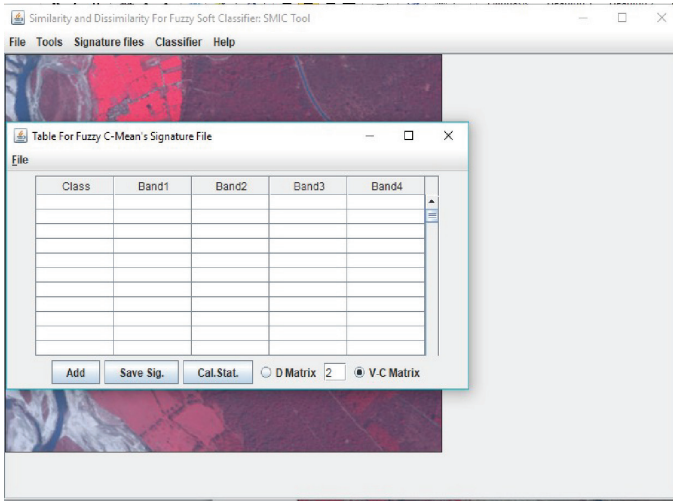 Similarity and Dissimilarity For Fuzzy Soft Classifier: SMIC Tool
File Tools Signature files Classifier Help
Table For Fuzzy C-Mean's Signature File
File
Class Band1 Band2 Band3 Band4
Add Save Sig. Cal.Stat. D Matrix 2 V-C Matrix